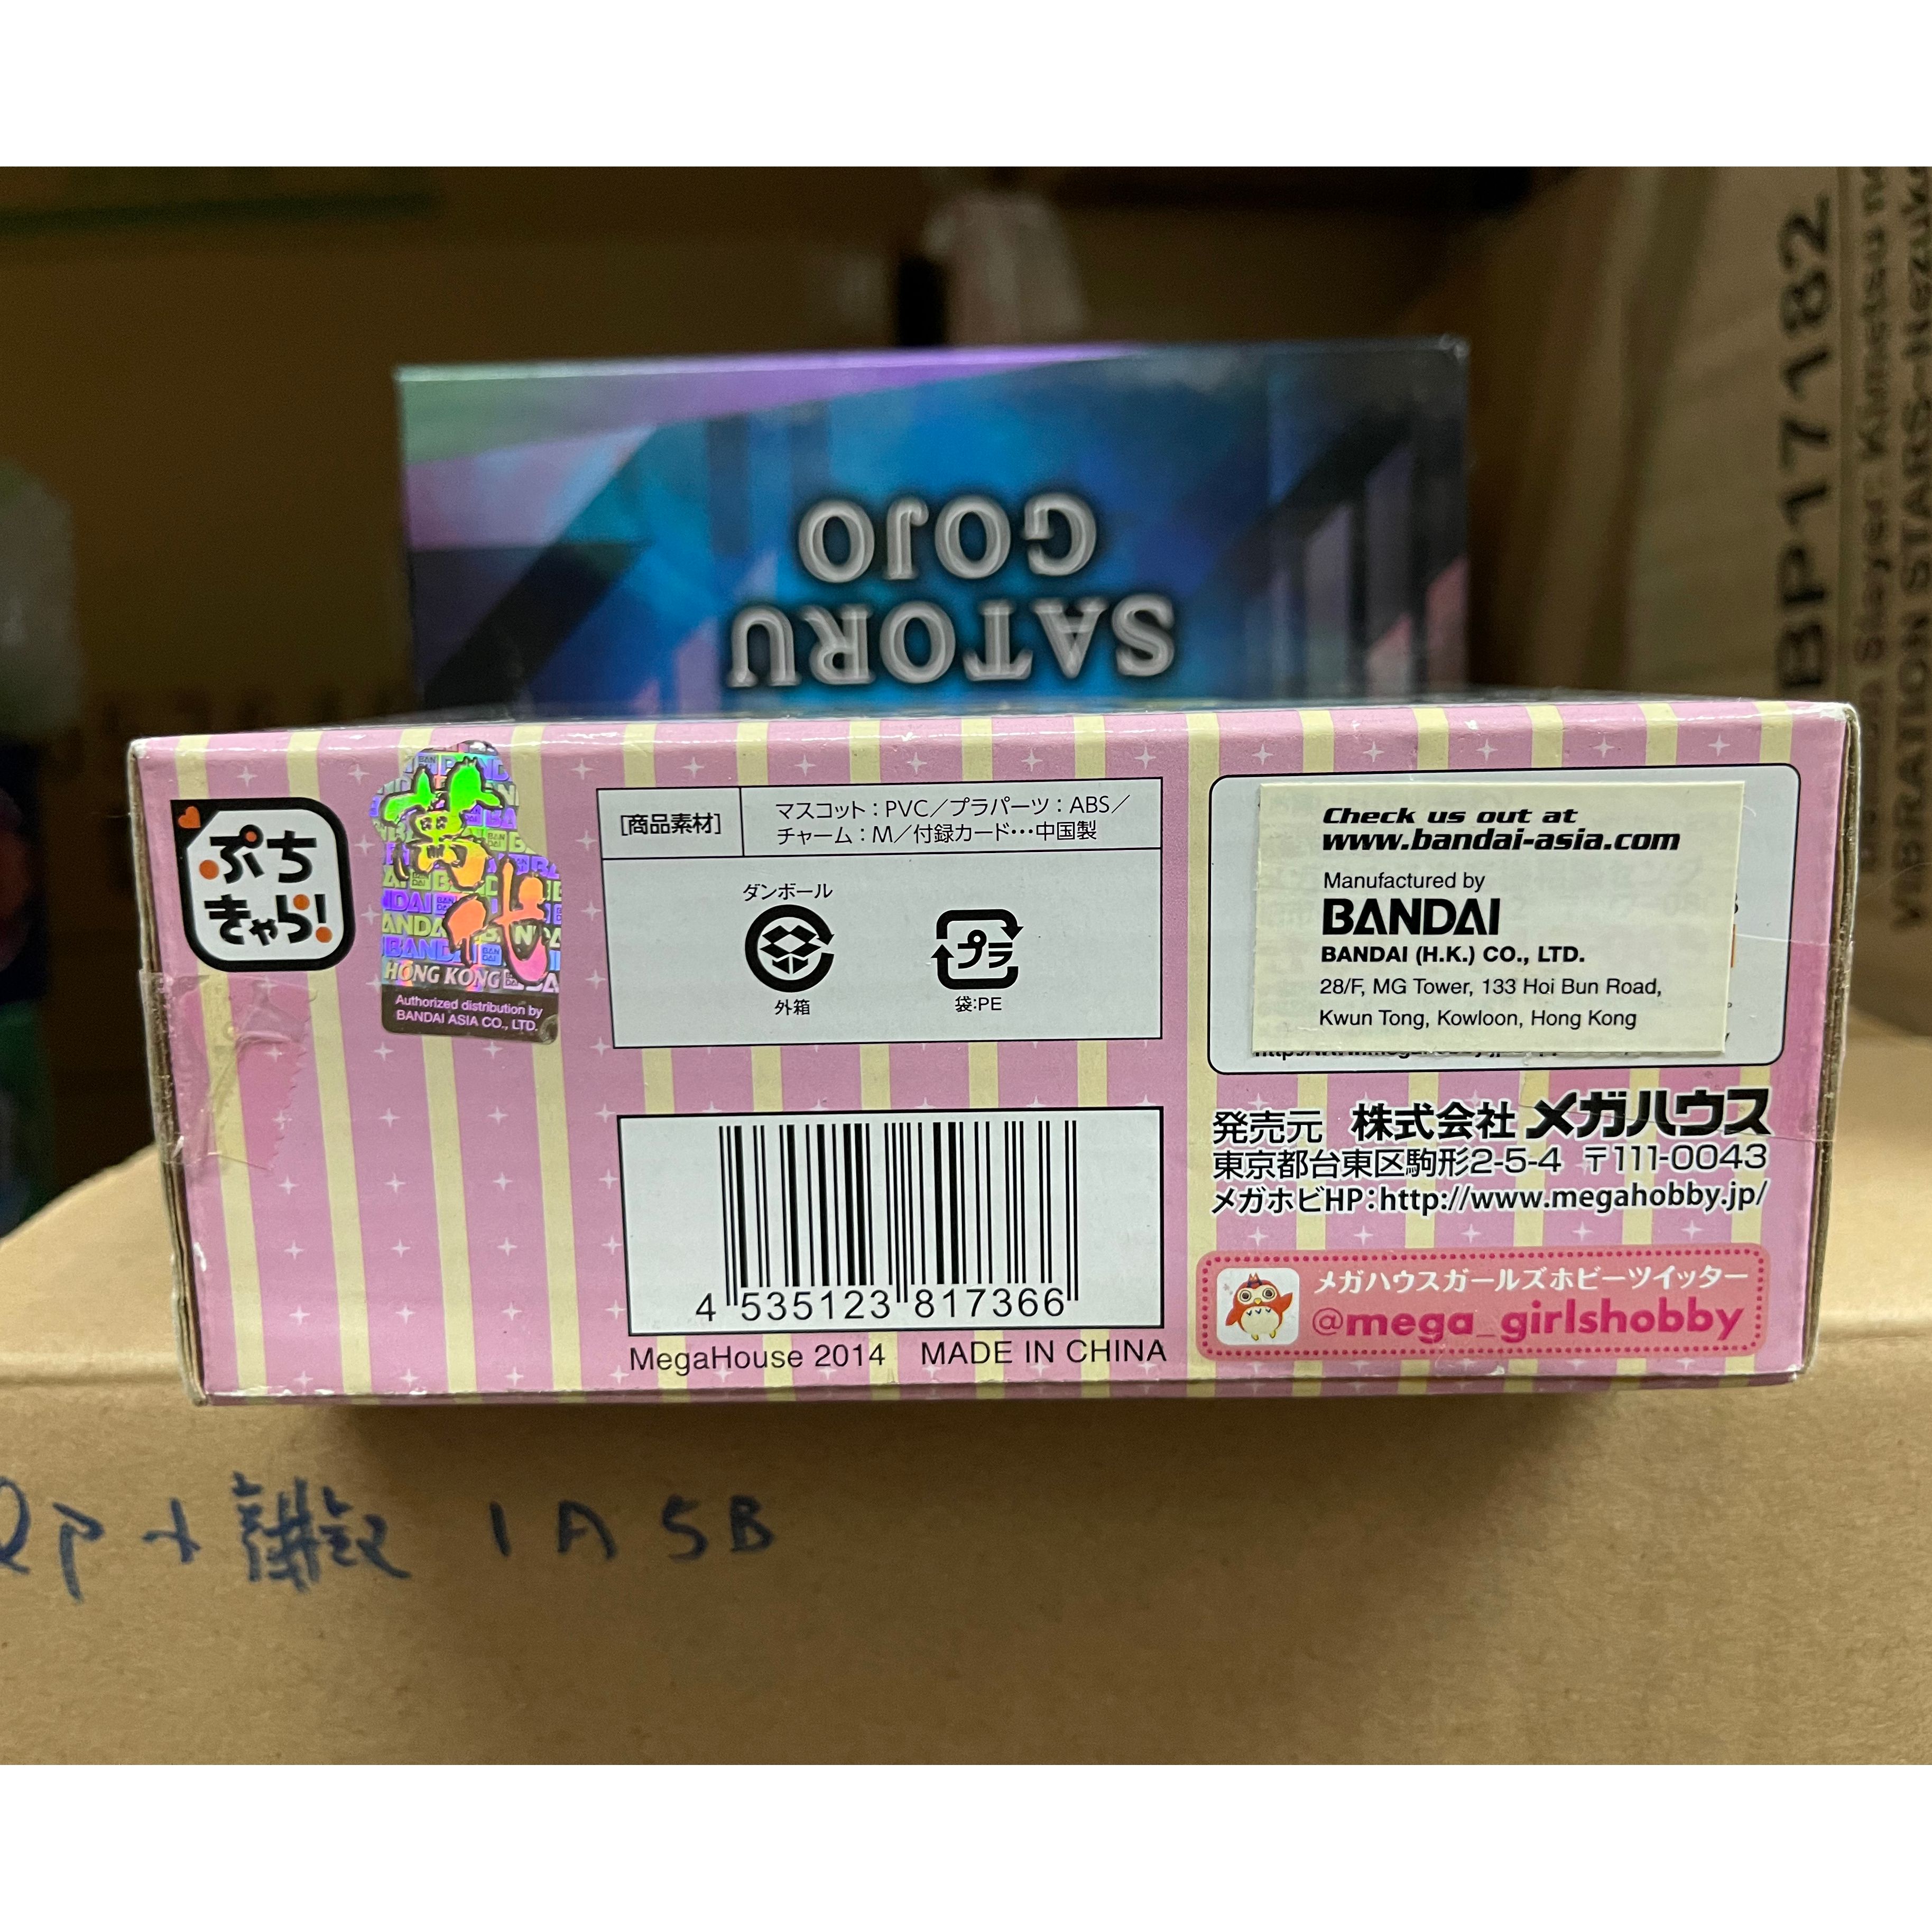 SATORU
GOJO
BP17182
Slayer: Kimetsu n
VIBRATION STARS-Nezuk
ぷち
きゃら!
萬代
HONG KONG
Authorized distribution by
BANDAI ASIA CO., LTD.
[商品素材]
マスコット：PVC／プラパーツ：ABS／
チャーム：M／付録カード…中国製
ダンボール
外箱
プラ
袋:PE
Check us out at
www.bandai-asia.com
Manufactured by
BANDAI
BANDAI (H.K.) CO., LTD.
28/F, MG Tower, 133 Hoi Bun Road,
Kwun Tong, Kowloon, Hong Kong
4 535123 817366
MegaHouse 2014 MADE IN CHINA
発売元 株式会社 メガハウス
東京都台東区駒形2-5-4 〒111-0043
メガホビHP:http://www.megahobby.jp/
メガハウスガールズホビーツイッター
@mega_girlshobby
1A 5B